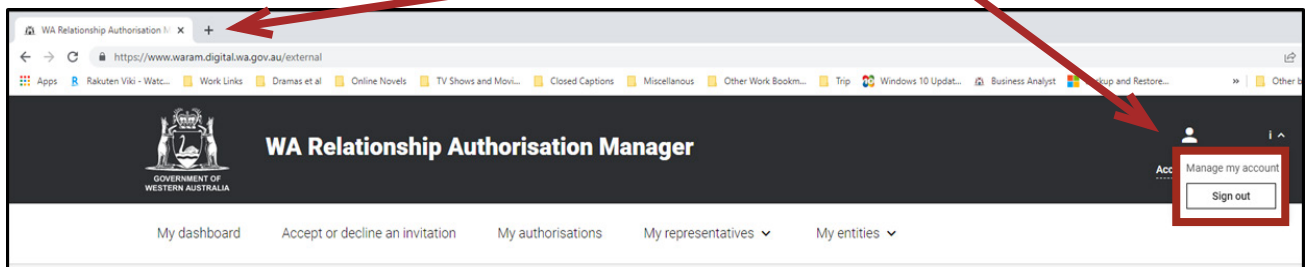 WA Relationship Authorisation M
https://www.waram.digital.wa.gov.au/external
Apps Rakuten Viki - Watc... Work Links Dramas et al Online Novels TV Shows and Movi... Closed Captions Miscellanous Other Work Bookm... Trip Windows 10 Updat... Business Analyst kup and Restore... » Other b
WA Relationship Authorisation Manager
i
GOVERNMENT OF
WESTERN AUSTRALIA
Acc
Manage my account
Sign out
My dashboard Accept or decline an invitation My authorisations My representatives My entities